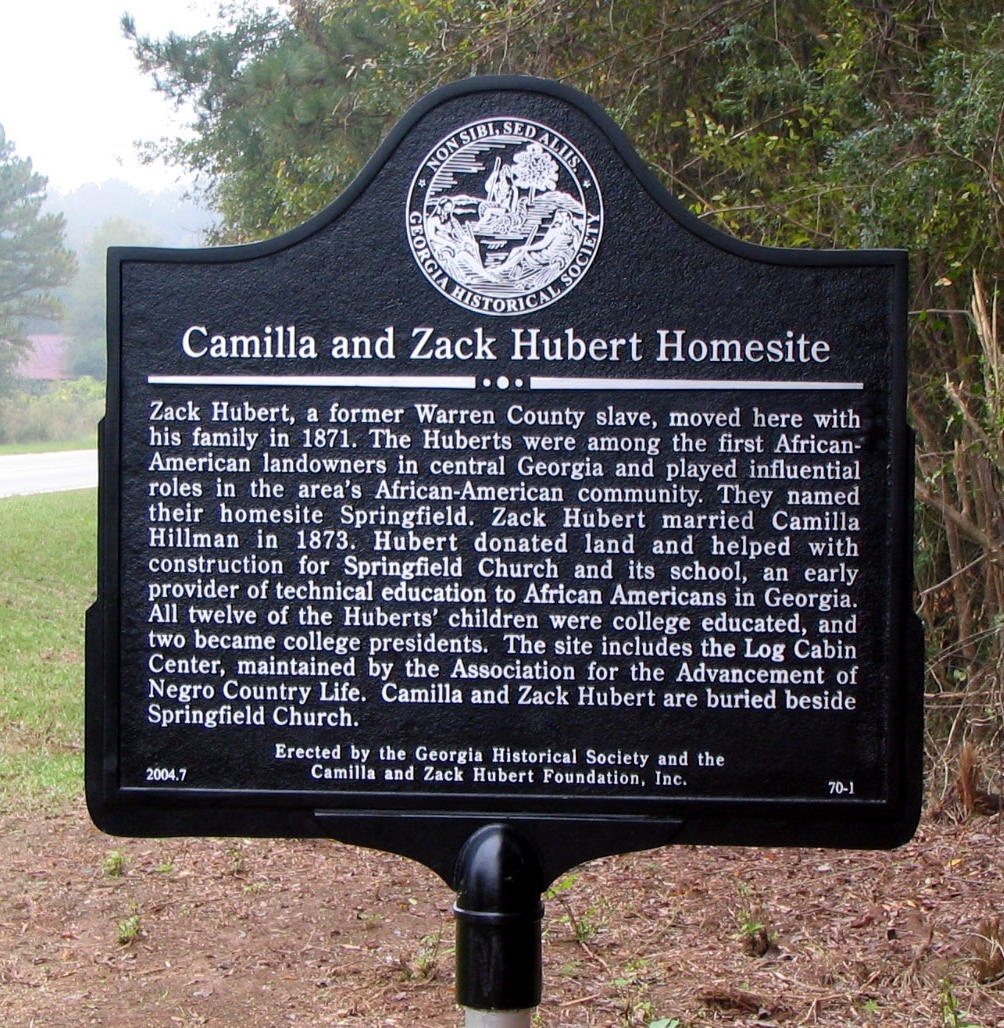 NON SIBI, SED ALIIS.
GEORGIA HISTORICAL SOCIETY
Camilla and Zack Hubert Homesite
Zack Hubert, a former Warren County slave, moved here with
his family in 1871. The Huberts were among the first African-
American landowners in central Georgia and played influential
roles in the area's African-American community. They named
their homesite Springfield. Zack Hubert married Camilla
Hillman in 1873. Hubert donated land and helped with
construction for Springfield Church and its school, an early
provider of technical education to African Americans in Georgia.
All twelve of the Huberts' children were college educated, and
two became college presidents. The site includes the Log Cabin
Center, maintained by the Association for the Advancement of
Negro Country Life. Camilla and Zack Hubert are buried beside
Springfield Church.
Erected by the Georgia Historical Society and the
Camilla and Zack Hubert Foundation, Inc.
2004.7
70-1